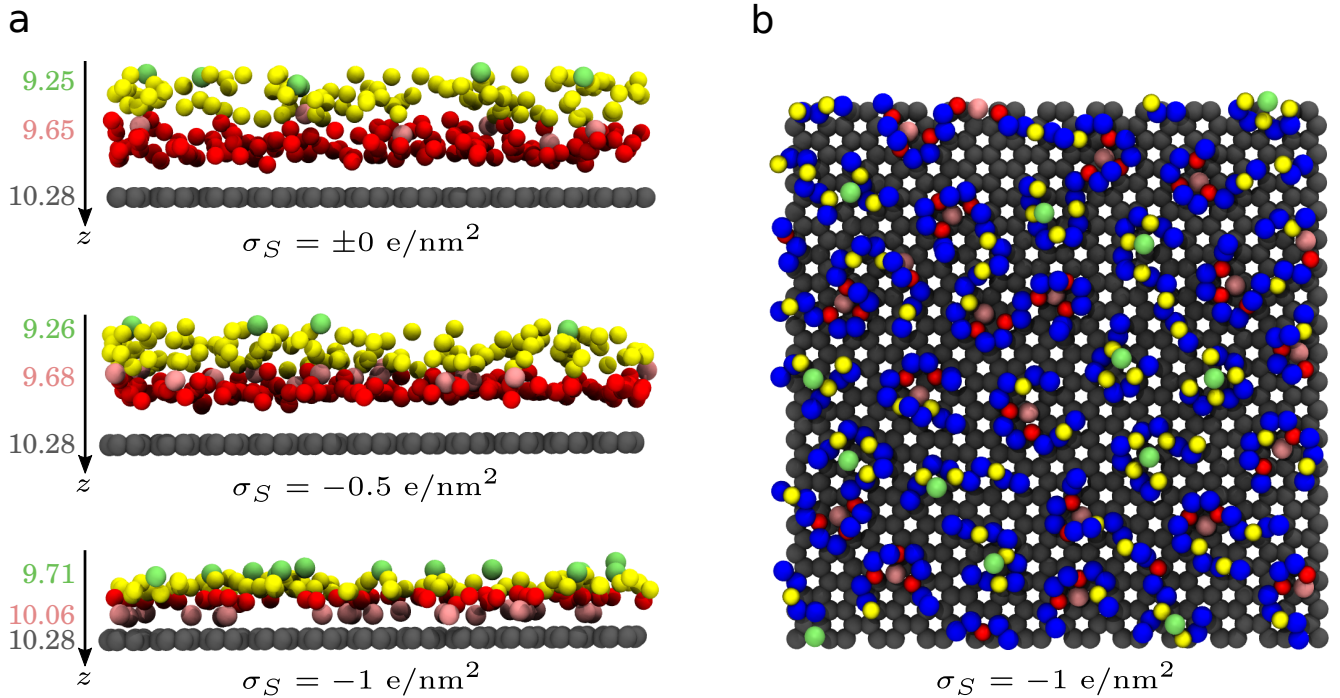 a
9.25
9.65
10.28
z
σ_S = ±0 e/nm²
9.26
9.68
10.28
z
σ_S = −0.5 e/nm²
9.71
10.06
10.28
z
σ_S = −1 e/nm²
b
σ_S = −1 e/nm²